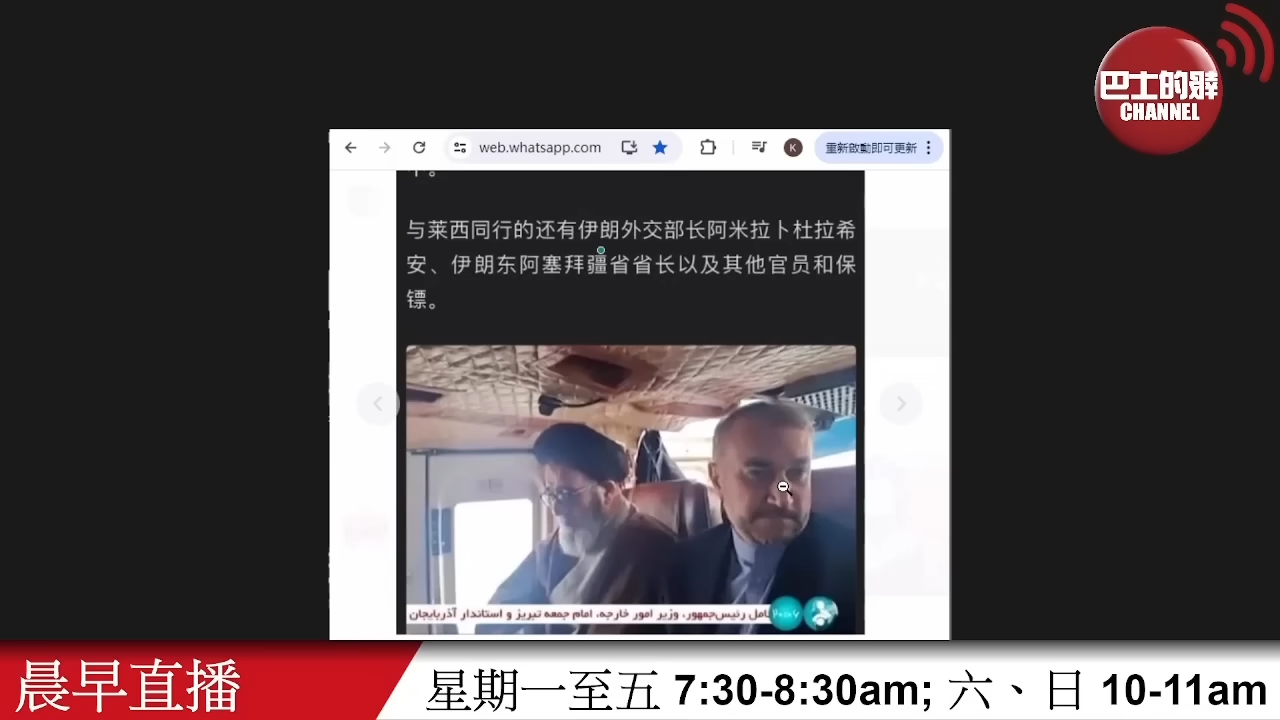 巴士的報
CHANNEL
web.whatsapp.com
K
重新啟動即可更新
与莱西同行的还有伊朗外交部长阿米拉卜杜拉希
安、伊朗东阿塞拜疆省省长以及其他官员和保
镖。
حامل رئیس‌جمهور، وزیر امور خارجه، امام جمعه تبریز و استاندار آذربایجان
晨早直播
星期一至五 7:30-8:30am; 六、日 10-11am